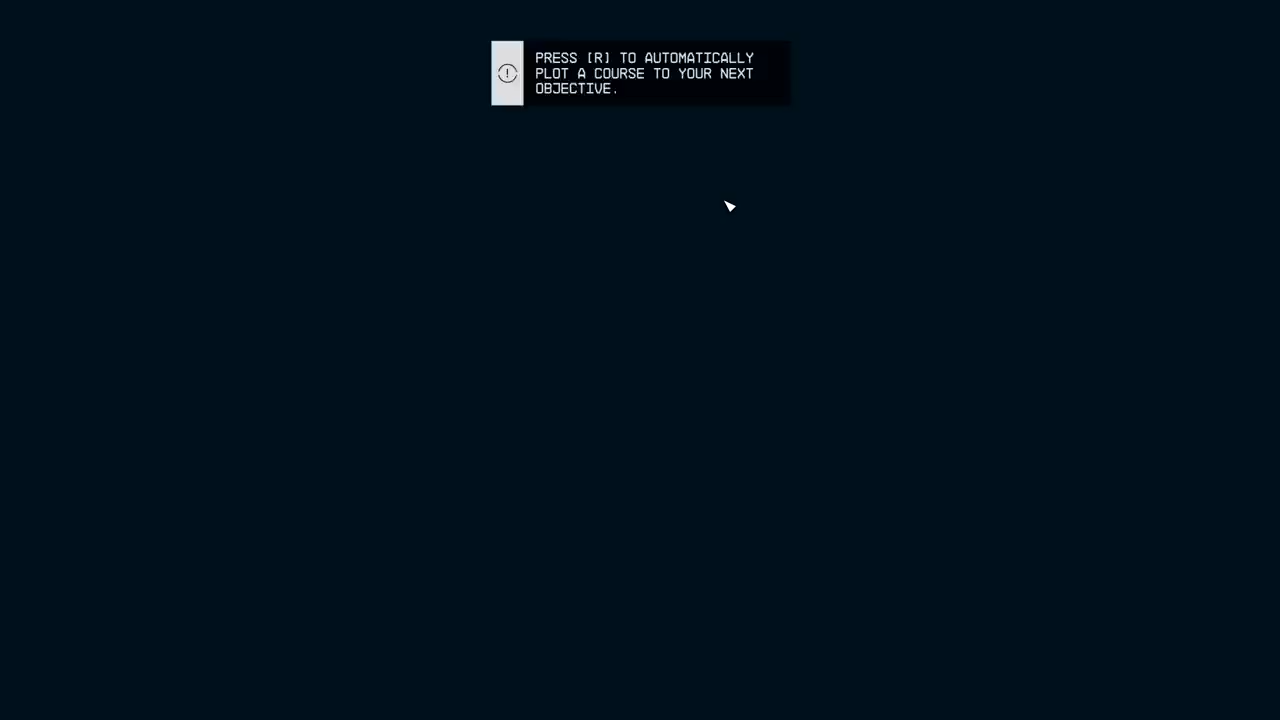 PRESS [R] TO AUTOMATICALLY
PLOT A COURSE TO YOUR NEXT
OBJECTIVE.